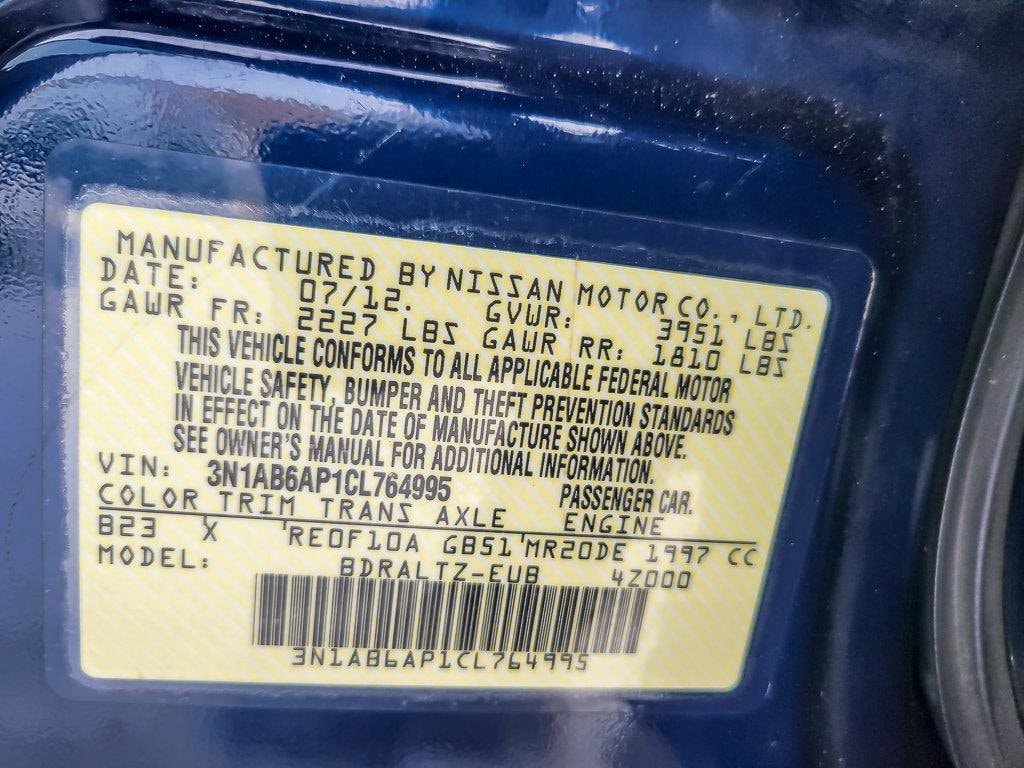 MANUFACTURED BY NISSAN MOTOR CO., LTD.
DATE: 07/12. GVWR: 3951 LBS
GAWR FR: 2227 LBS GAWR RR: 1810 LBS
THIS VEHICLE CONFORMS TO ALL APPLICABLE FEDERAL MOTOR
VEHICLE SAFETY, BUMPER AND THEFT PREVENTION STANDARDS
IN EFFECT ON THE DATE OF MANUFACTURE SHOWN ABOVE.
SEE OWNER'S MANUAL FOR ADDITIONAL INFORMATION.
VIN: 3N1AB6AP1CL764995 PASSENGER CAR.
COLOR TRIM TRANS AXLE ENGINE
B23 X RE0F10A GB51 MR20DE 1997 CC
MODEL: BDRALTZ-EUB 4Z000
3N1AB6AP1CL764995